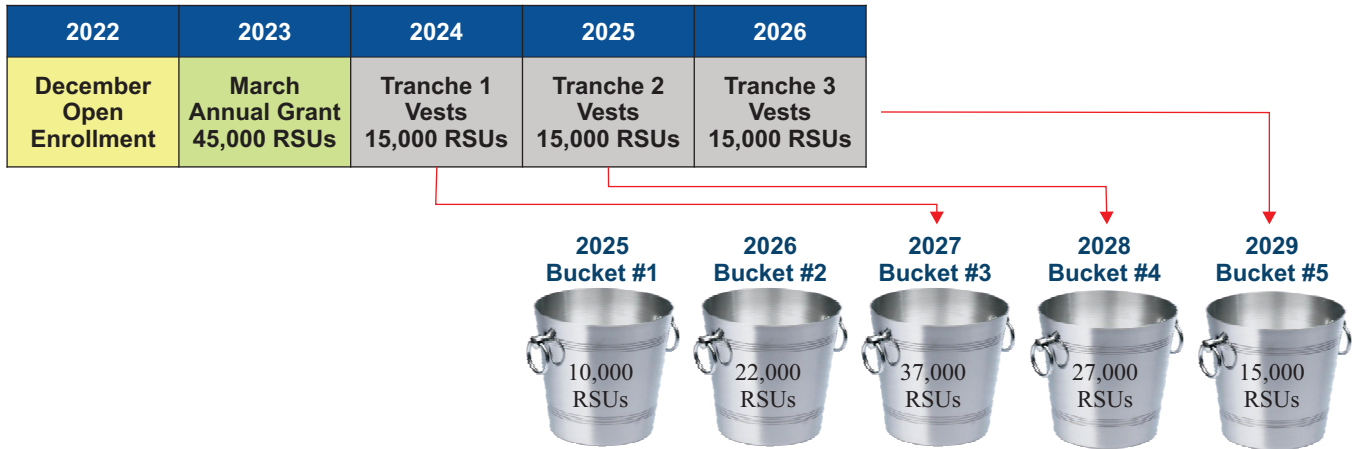 2022
2023
2024
2025
2026
December
Open
Enrollment
March
Annual Grant
45,000 RSUs
Tranche 1
Vests
15,000 RSUs
Tranche 2
Vests
15,000 RSUs
Tranche 3
Vests
15,000 RSUs
2025
Bucket #1
2026
Bucket #2
2027
Bucket #3
2028
Bucket #4
2029
Bucket #5
10,000
RSUs
22,000
RSUs
37,000
RSUs
27,000
RSUs
15,000
RSUs